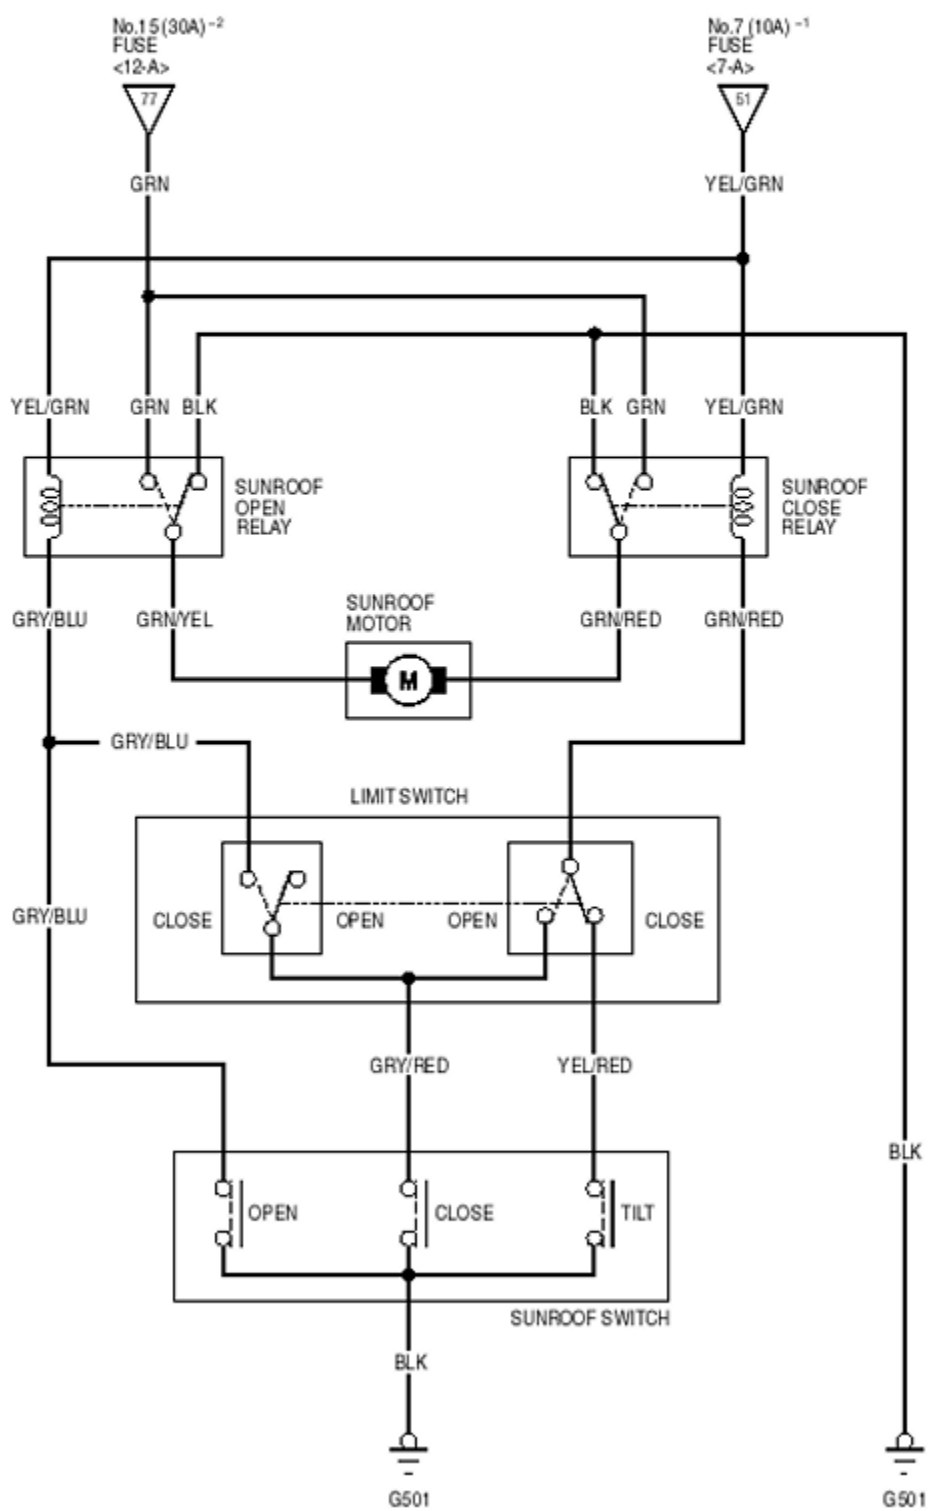 No.15 (30A) –2
FUSE
<12-A>
77
No.7 (10A) –1
FUSE
<7-A>
51
GRN
YEL/GRN
YEL/GRN
GRN
BLK
BLK
GRN
YEL/GRN
SUNROOF
OPEN
RELAY
SUNROOF
CLOSE
RELAY
GRY/BLU
GRN/YEL
SUNROOF
MOTOR
M
GRN/RED
GRN/RED
GRY/BLU
LIMIT SWITCH
GRY/BLU
CLOSE
OPEN
OPEN
CLOSE
GRY/RED
YEL/RED
BLK
OPEN
CLOSE
TILT
SUNROOF SWITCH
BLK
G501
G501